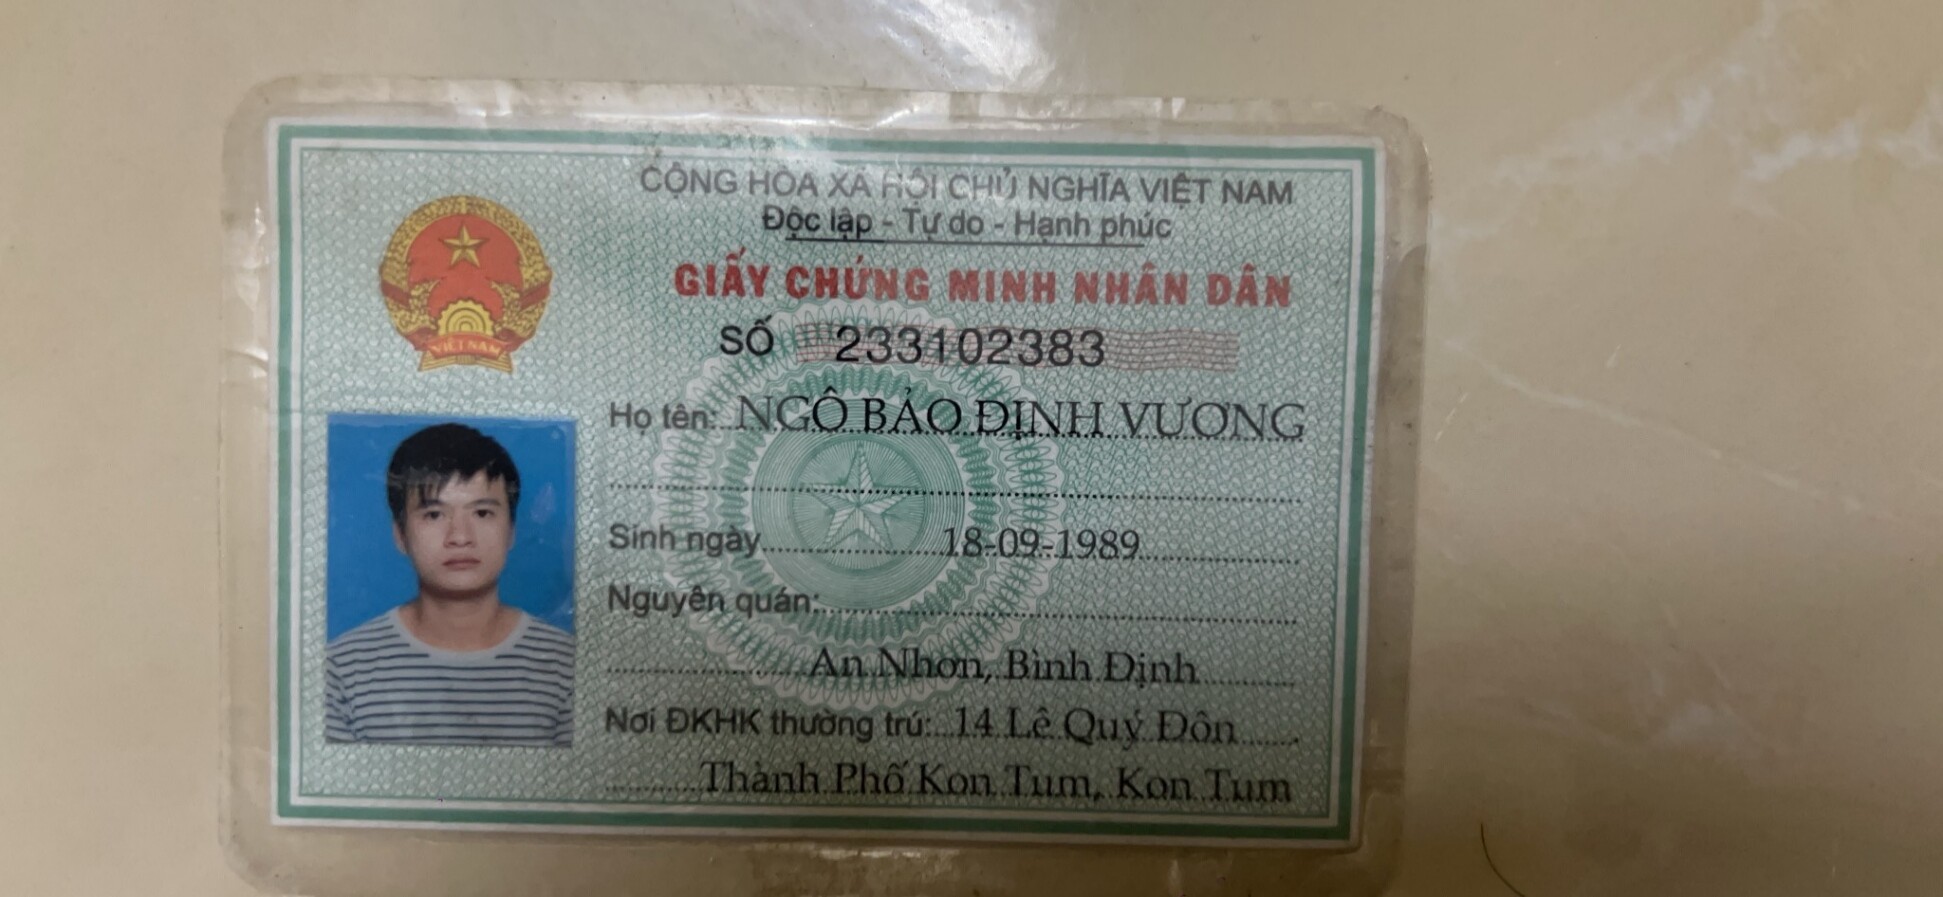 CỘNG HÒA XÃ HỘI CHỦ NGHĨA VIỆT NAM
Độc lập - Tự do - Hạnh phúc
GIẤY CHỨNG MINH NHÂN DÂN
SỐ 233102383
VIỆT NAM
Họ tên: NGÔ BẢO ĐỊNH VƯƠNG
Sinh ngày 18-09-1989
Nguyên quán:
An Nhơn, Bình Định
Nơi ĐKHK thường trú: 14 Lê Quý Đôn
Thành Phố Kon Tum, Kon Tum